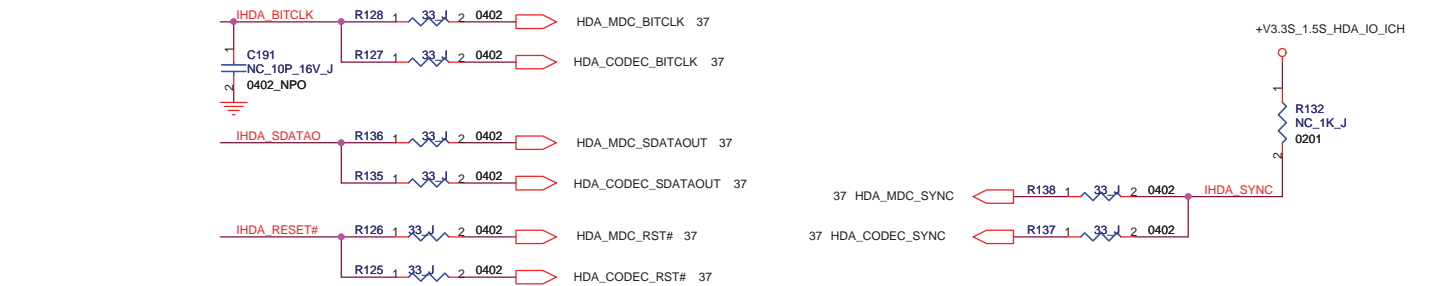 IHDA_BITCLK R128 1 33_J 2 0402 HDA_MDC_BITCLK 37
R127 1 33_J 2 0402 HDA_CODEC_BITCLK 37
1
C191
NC_10P_16V_J
2
0402_NPO
IHDA_SDATAO R136 1 33_J 2 0402 HDA_MDC_SDATAOUT 37
R135 1 33_J 2 0402 HDA_CODEC_SDATAOUT 37
IHDA_RESET# R126 1 33_J 2 0402 HDA_MDC_RST# 37
R125 1 33_J 2 0402 HDA_CODEC_RST# 37
+V3.3S_1.5S_HDA_IO_ICH
1
R132
NC_1K_J
0201
2
37 HDA_MDC_SYNC R138 1 33_J 2 0402 IHDA_SYNC
37 HDA_CODEC_SYNC R137 1 33_J 2 0402